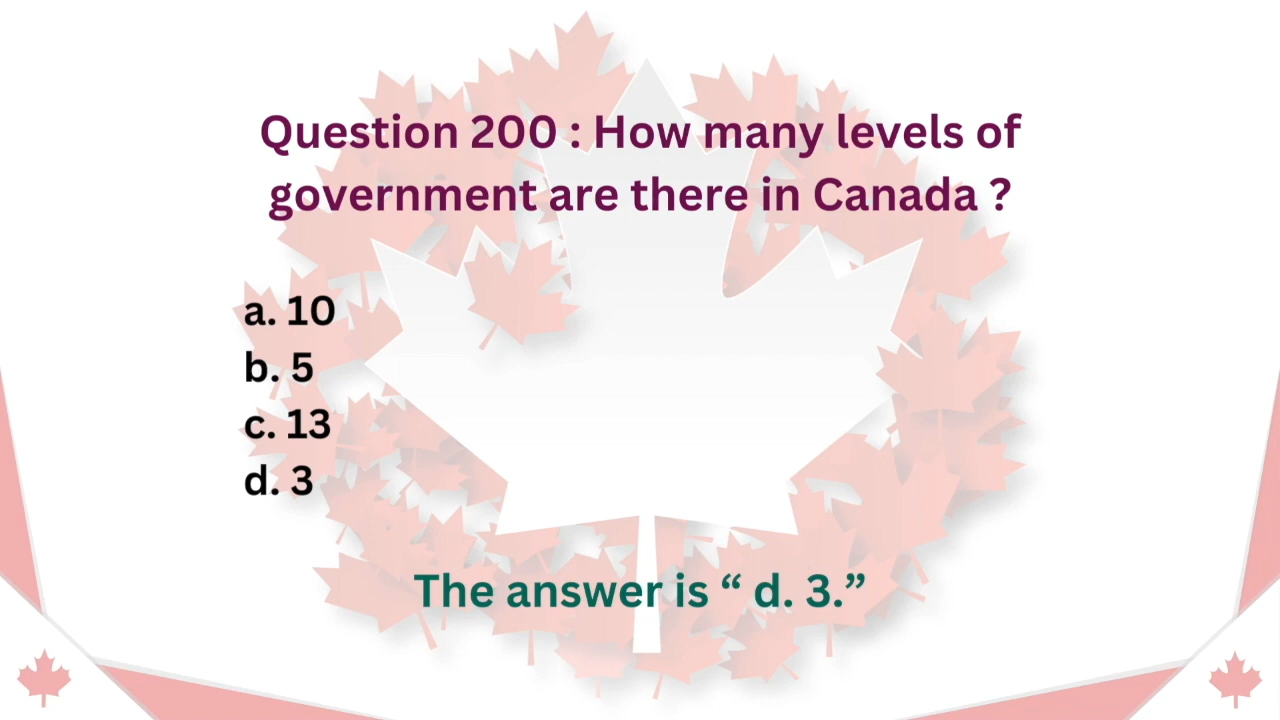 Question 200 : How many levels of
government are there in Canada ?
a. 10
b. 5
c. 13
d. 3
The answer is “ d. 3.”